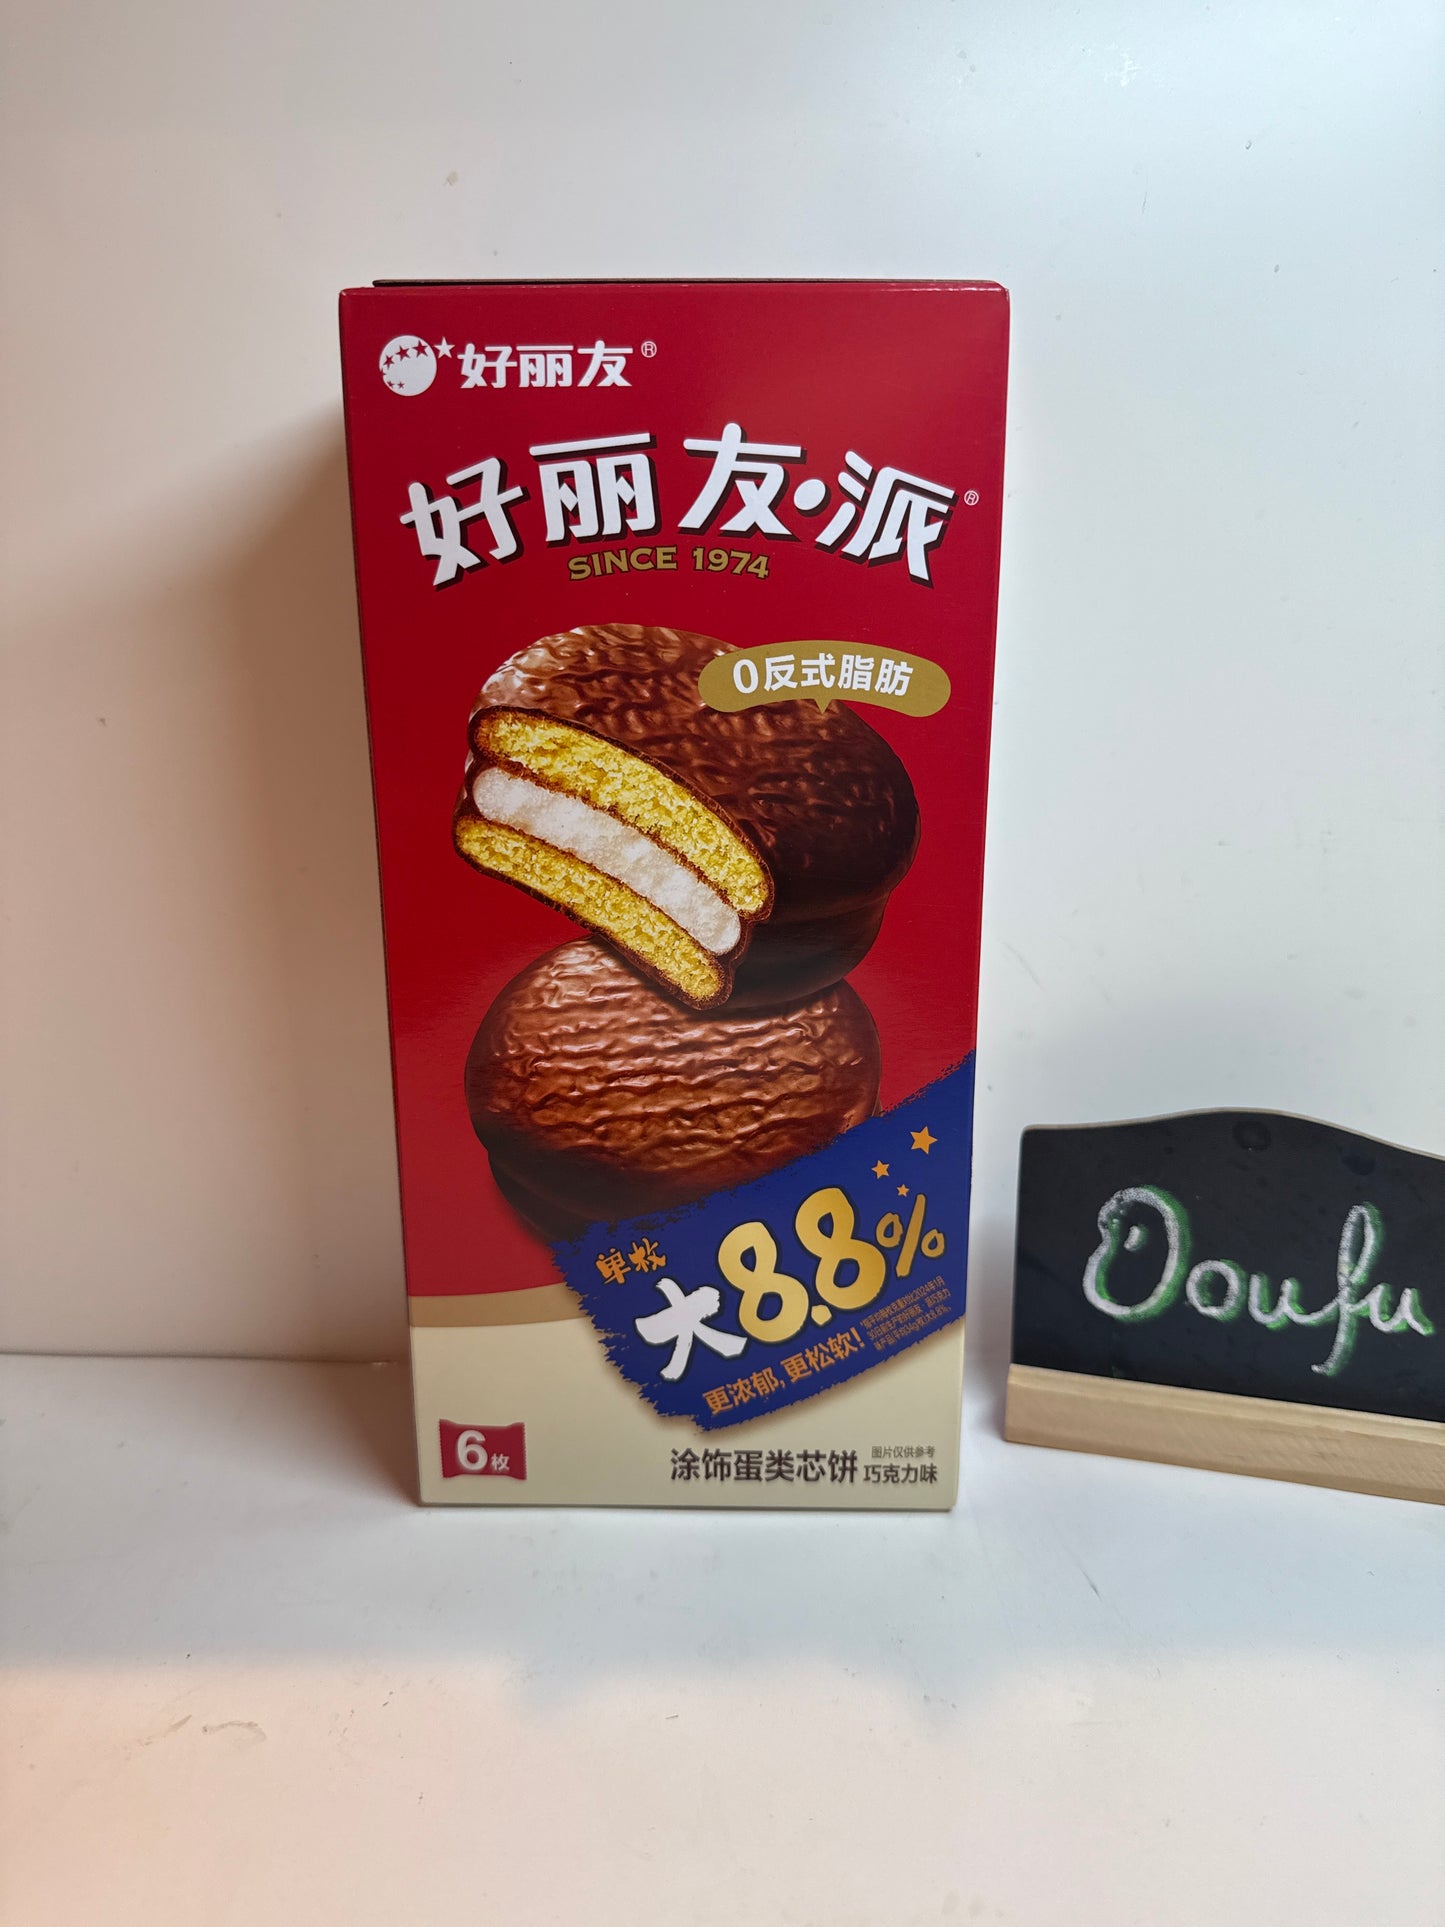 好丽友®
好丽友·派®
SINCE 1974
0反式脂肪
单枚
大8.8%
更浓郁,更松软!
6枚
图片仅供参考
涂饰蛋类芯饼 巧克力味
Doufu